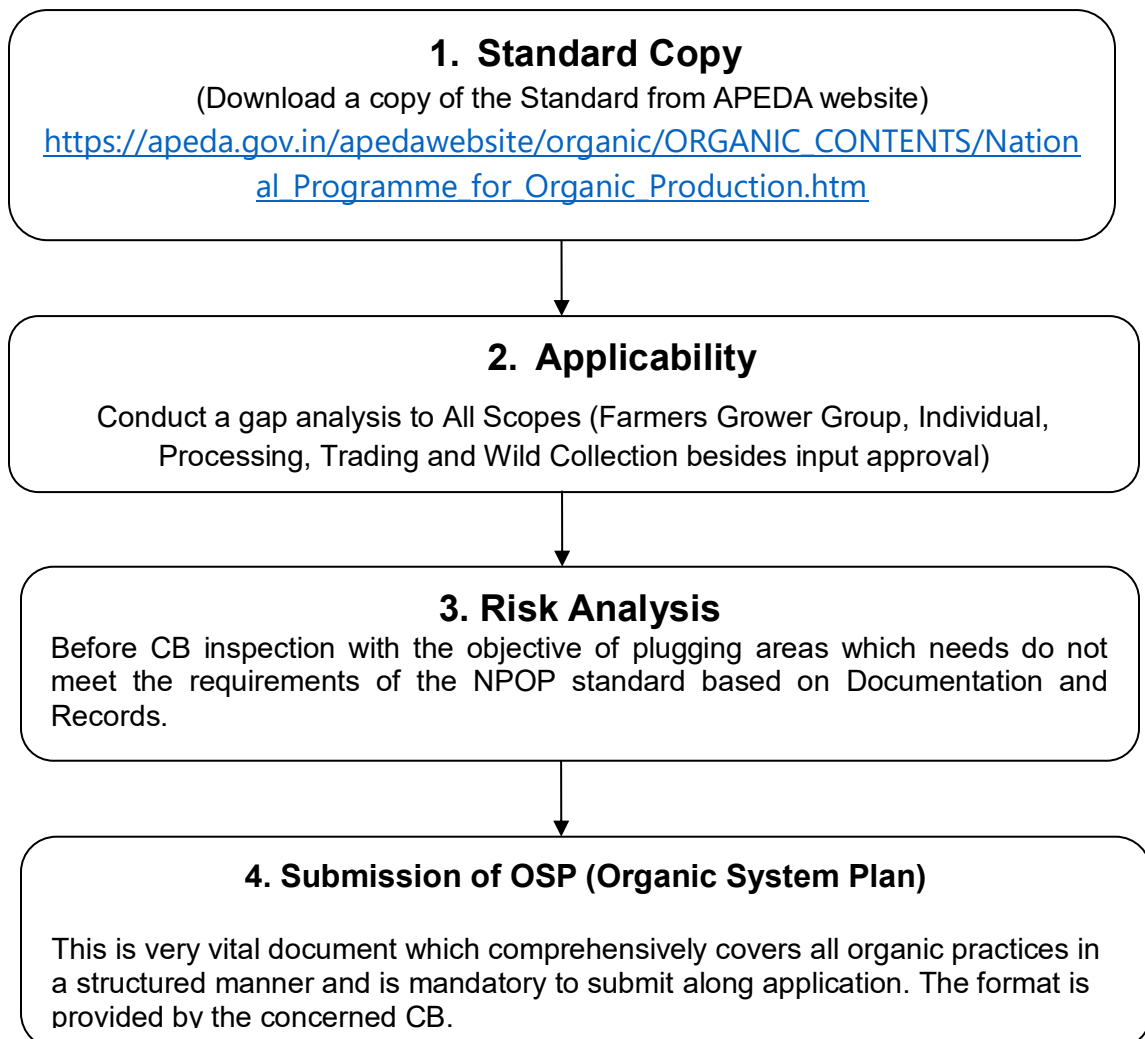 1. Standard Copy
(Download a copy of the Standard from APEDA website)
https://apeda.gov.in/apedawebsite/organic/ORGANIC_CONTENTS/Nation
al_Programme_for_Organic_Production.htm
2. Applicability
Conduct a gap analysis to All Scopes (Farmers Grower Group, Individual,
Processing, Trading and Wild Collection besides input approval)
3. Risk Analysis
Before CB inspection with the objective of plugging areas which needs do not
meet the requirements of the NPOP standard based on Documentation and
Records.
4. Submission of OSP (Organic System Plan)
This is very vital document which comprehensively covers all organic practices in
a structured manner and is mandatory to submit along application. The format is
provided by the concerned CB.